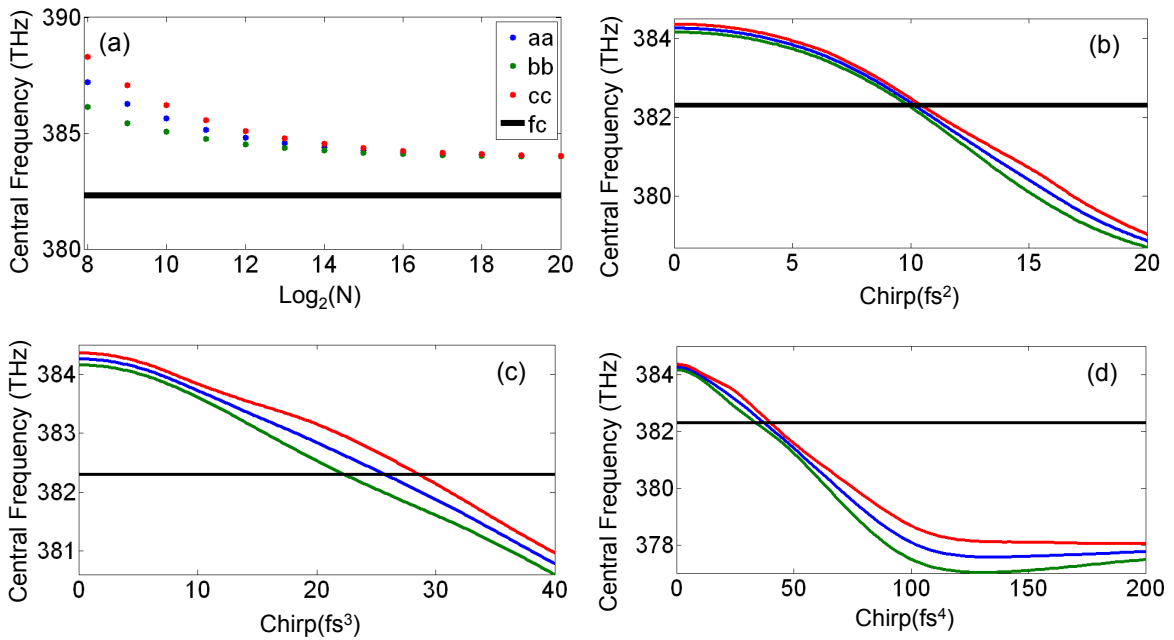 (a)
Central Frequency (THz)
390
385
380
8 10 12 14 16 18 20
Log₂(N)
aa
bb
cc
fc
(b)
Central Frequency (THz)
384
382
380
0 5 10 15 20
Chirp(fs²)
(c)
Central Frequency (THz)
384
383
382
381
0 10 20 30 40
Chirp(fs³)
(d)
Central Frequency (THz)
384
382
380
378
0 50 100 150 200
Chirp(fs⁴)